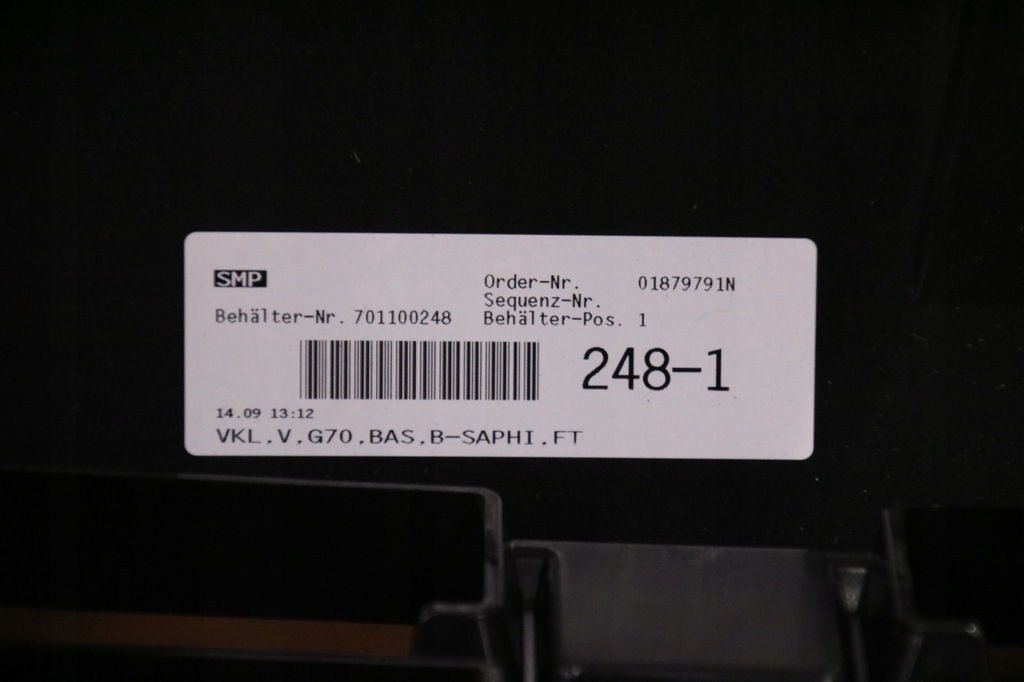 SMP
Order-Nr. 01879791N
Sequenz-Nr.
Behälter-Nr. 701100248 Behälter-Pos. 1
248-1
14.09 13:12
VKL.V.G70.BAS.B-SAPHI.FT